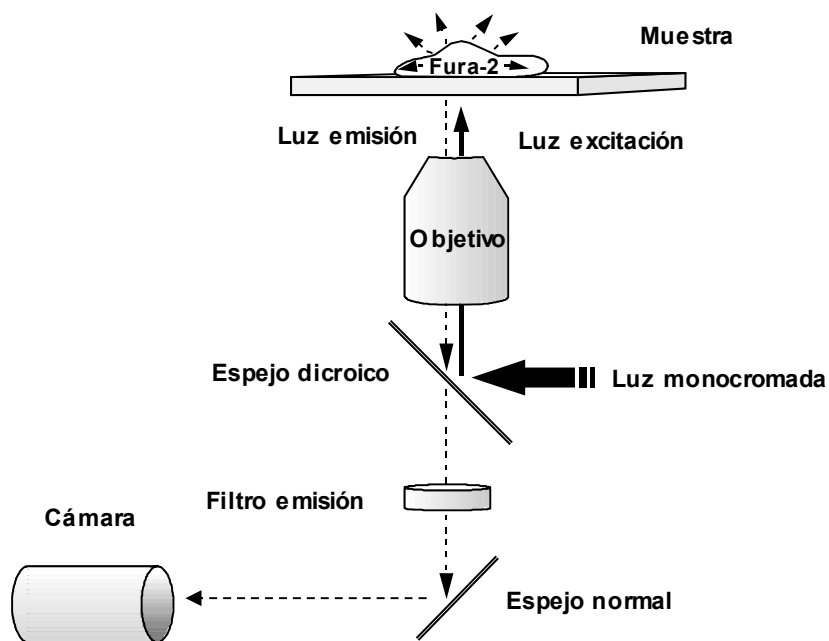 Muestra
Fura-2
Luz emisión
Luz excitación
Objetivo
Espejo dicroico
Luz monocromada
Filtro emisión
Cámara
Espejo normal